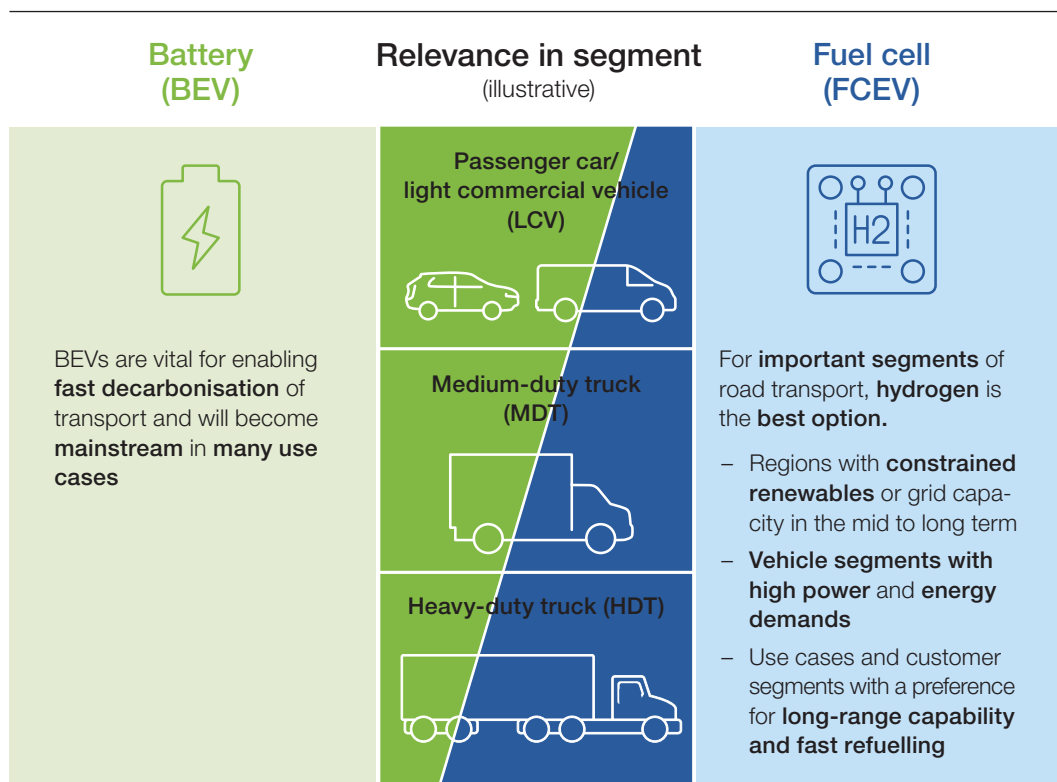 Battery
(BEV)
Relevance in segment
(illustrative)
Fuel cell
(FCEV)
BEVs are vital for enabling
fast decarbonisation of
transport and will become
mainstream in many use
cases
Passenger car/
light commercial vehicle
(LCV)
Medium-duty truck
(MDT)
Heavy-duty truck (HDT)
H2
For important segments of
road transport, hydrogen is
the best option.
– Regions with constrained
renewables or grid capa-
city in the mid to long term
– Vehicle segments with
high power and energy
demands
– Use cases and customer
segments with a preference
for long-range capability
and fast refuelling